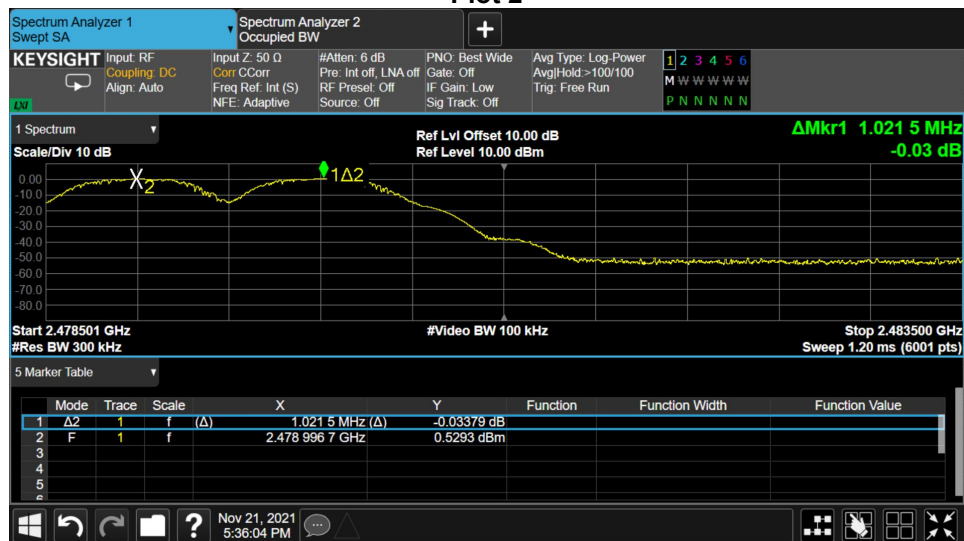 Plot 2
Spectrum Analyzer 1
Swept SA
Spectrum Analyzer 2
Occupied BW
+
KEYSIGHT
LXI
Input: RF
Coupling: DC
Align: Auto
Input Z: 50 Ω
Corr CCorr
Freq Ref: Int (S)
NFE: Adaptive
#Atten: 6 dB
Pre: Int off, LNA off
RF Presel: Off
Source: Off
PNO: Best Wide
Gate: Off
IF Gain: Low
Sig Track: Off
Avg Type: Log-Power
Avg|Hold:>100/100
Trig: Free Run
1 2 3 4 5 6
M W W W W W
P N N N N N
1 Spectrum
Scale/Div 10 dB
Ref Lvl Offset 10.00 dB
Ref Level 10.00 dBm
ΔMkr1 1.021 5 MHz
-0.03 dB
0.00
-10.0
-20.0
-30.0
-40.0
-50.0
-60.0
-70.0
-80.0
X2
1Δ2
Start 2.478501 GHz
#Res BW 300 kHz
#Video BW 100 kHz
Stop 2.483500 GHz
Sweep 1.20 ms (6001 pts)
5 Marker Table
Mode Trace Scale X Y Function Function Width Function Value
1 Δ2 1 f (Δ) 1.021 5 MHz (Δ) -0.03379 dB
2 F 1 f 2.478 996 7 GHz 0.5293 dBm
3
4
5
6
?
Nov 21, 2021
5:36:04 PM